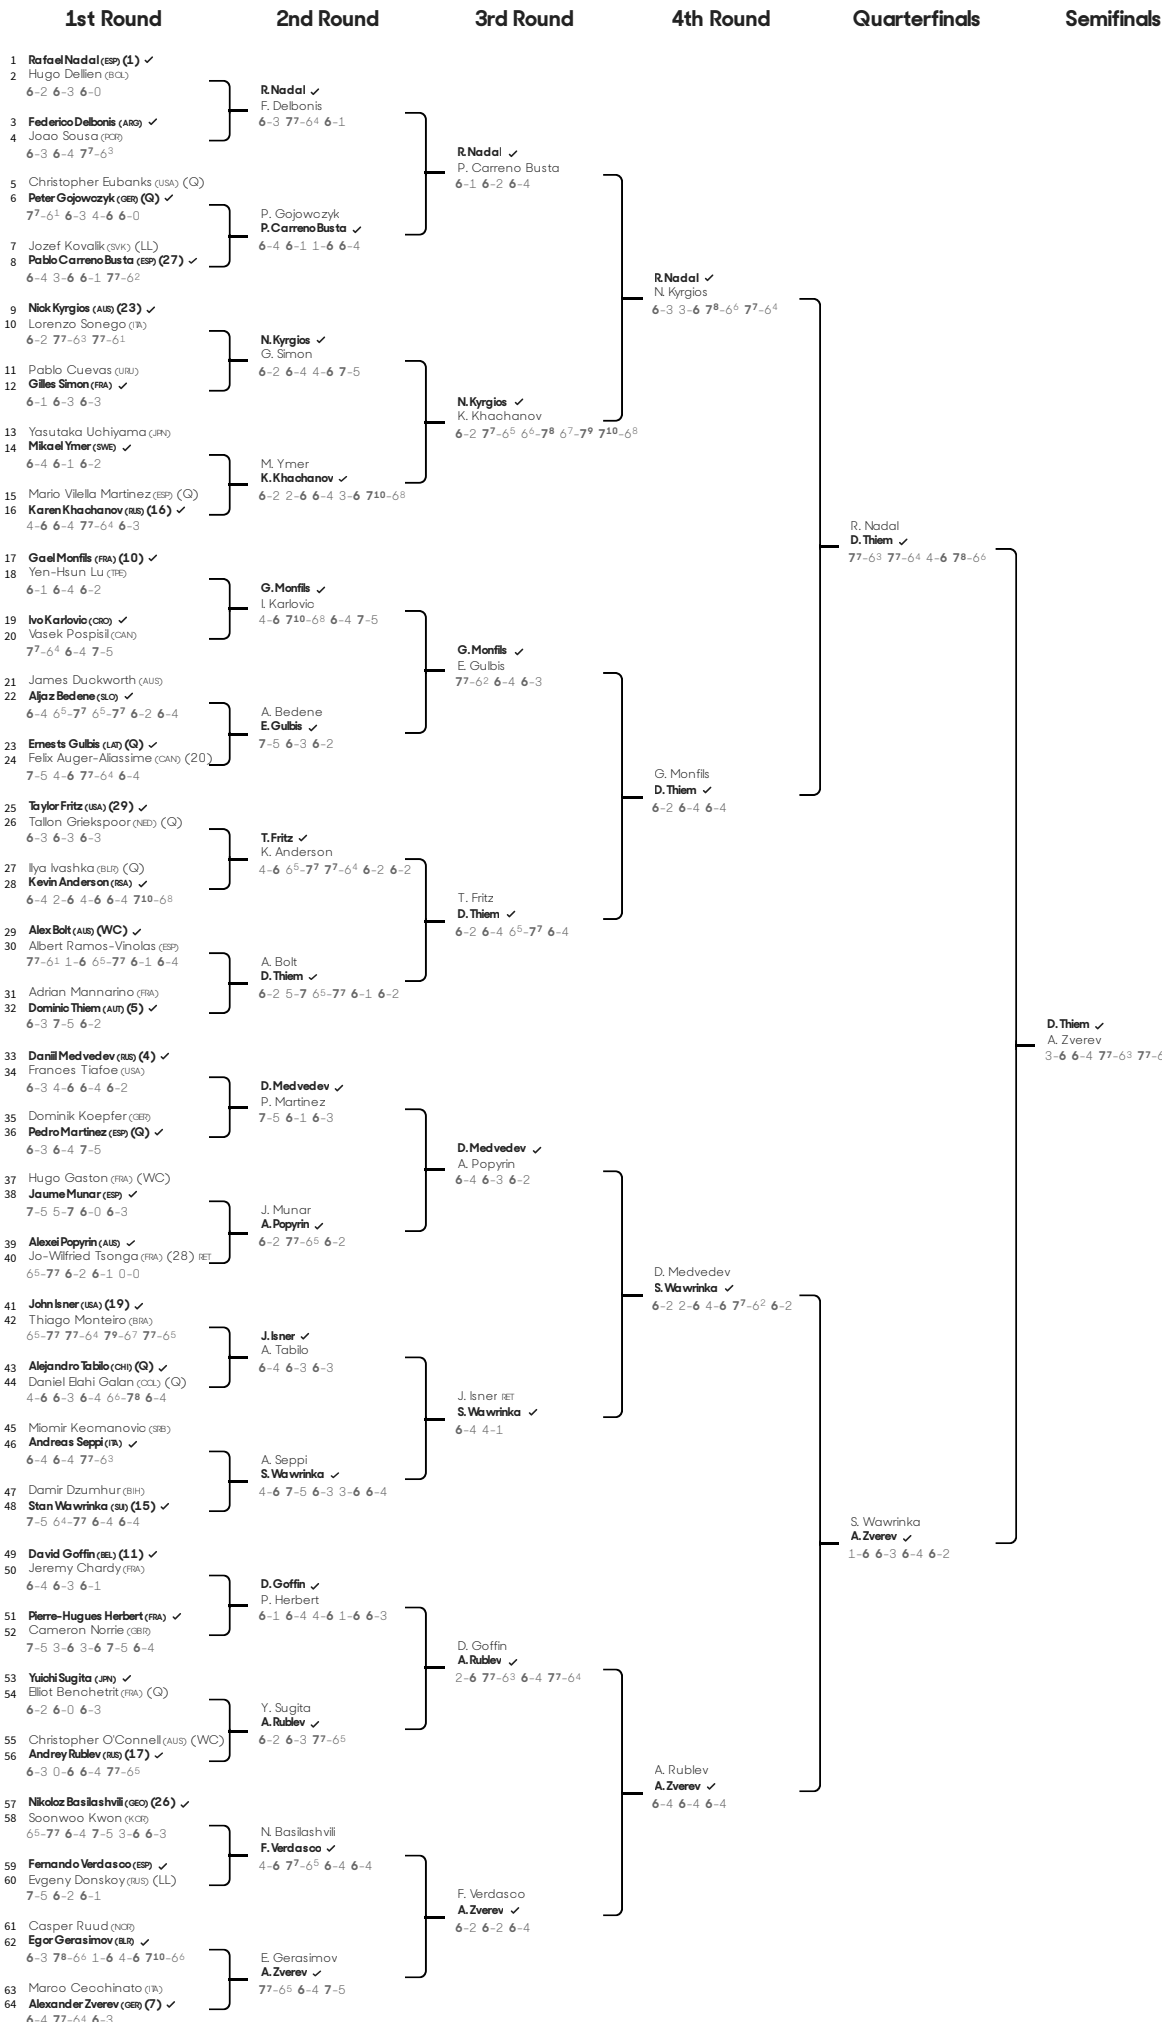 1st Round
2nd Round
3rd Round
4th Round
Quarterfinals
Semifinals
1 Rafael Nadal (ESP) (1) ✓
2 Hugo Dellien (BOL)
6-2 6-3 6-0
3 Federico Delbonis (ARG) ✓
4 Joao Sousa (POR)
6-3 6-4 7⁷-6³
5 Christopher Eubanks (USA) (Q)
6 Peter Gojowczyk (GER) (Q) ✓
7⁷-6¹ 6-3 4-6 6-0
7 Jozef Kovalik (SVK) (LL)
8 Pablo Carreno Busta (ESP) (27) ✓
6-4 3-6 6-1 7⁷-6²
9 Nick Kyrgios (AUS) (23) ✓
10 Lorenzo Sonego (ITA)
6-2 7⁷-6³ 7⁷-6¹
11 Pablo Cuevas (URU)
12 Gilles Simon (FRA) ✓
6-1 6-3 6-3
13 Yasutaka Uchiyama (JPN)
14 Mikael Ymer (SWE) ✓
6-4 6-1 6-2
15 Mario Vilella Martinez (ESP) (Q)
16 Karen Khachanov (RUS) (16) ✓
4-6 6-4 7⁷-6⁴ 6-3
17 Gael Monfils (FRA) (10) ✓
18 Yen-Hsun Lu (TPE)
6-1 6-4 6-2
19 Ivo Karlovic (CRO) ✓
20 Vasek Pospisil (CAN)
7⁷-6⁴ 6-4 7-5
21 James Duckworth (AUS)
22 Aljaz Bedene (SLO) ✓
6-4 6⁵-7⁷ 6⁵-7⁷ 6-2 6-4
23 Ernests Gulbis (LAT) (Q) ✓
24 Felix Auger-Aliassime (CAN) (20)
7-5 4-6 7⁷-6⁴ 6-4
25 Taylor Fritz (USA) (29) ✓
26 Tallon Griekspoor (NED) (Q)
6-3 6-3 6-3
27 Ilya Ivashka (BLR) (Q)
28 Kevin Anderson (RSA) ✓
6-4 2-6 4-6 6-4 7¹⁰-6⁸
29 Alex Bolt (AUS) (WC) ✓
30 Albert Ramos-Vinolas (ESP)
7⁷-6¹ 1-6 6⁵-7⁷ 6-1 6-4
31 Adrian Mannarino (FRA)
32 Dominic Thiem (AUT) (5) ✓
6-3 7-5 6-2
33 Daniil Medvedev (RUS) (4) ✓
34 Frances Tiafoe (USA)
6-3 4-6 6-4 6-2
35 Dominik Koepfer (GER)
36 Pedro Martinez (ESP) (Q) ✓
6-3 6-4 7-5
37 Hugo Gaston (FRA) (WC)
38 Jaume Munar (ESP) ✓
7-5 5-7 6-0 6-3
39 Alexei Popyrin (AUS) ✓
40 Jo-Wilfried Tsonga (FRA) (28) RET
6⁵-7⁷ 6-2 6-1 0-0
41 John Isner (USA) (19) ✓
42 Thiago Monteiro (BRA)
6⁵-7⁷ 7⁷-6⁴ 7⁹-6⁷ 7⁷-6⁵
43 Alejandro Tabilo (CHI) (Q) ✓
44 Daniel Elahi Galan (COL) (Q)
4-6 6-3 6-4 6⁶-7⁸ 6-4
45 Miomir Kecmanovic (SRB)
46 Andreas Seppi (ITA) ✓
6-4 6-4 7⁷-6³
47 Damir Dzumhur (BIH)
48 Stan Wawrinka (SUI) (15) ✓
7-5 6⁴-7⁷ 6-4 6-4
49 David Goffin (BEL) (11) ✓
50 Jeremy Chardy (FRA)
6-4 6-3 6-1
51 Pierre-Hugues Herbert (FRA) ✓
52 Cameron Norrie (GBR)
7-5 3-6 3-6 7-5 6-4
53 Yuichi Sugita (JPN) ✓
54 Elliot Benchetrit (FRA) (Q)
6-2 6-0 6-3
55 Christopher O'Connell (AUS) (WC)
56 Andrey Rublev (RUS) (17) ✓
6-3 0-6 6-4 7⁷-6⁵
57 Nikoloz Basilashvili (GEO) (26) ✓
58 Soonwoo Kwon (KOR)
6⁵-7⁷ 6-4 7-5 3-6 6-3
59 Fernando Verdasco (ESP) ✓
60 Evgeny Donskoy (RUS) (LL)
7-5 6-2 6-1
61 Casper Ruud (NOR)
62 Egor Gerasimov (BLR) ✓
6-3 7⁸-6⁶ 1-6 4-6 7¹⁰-6⁶
63 Marco Cecchinato (ITA)
64 Alexander Zverev (GER) (7) ✓
6-4 7⁷-6⁴ 6-3
R. Nadal ✓
F. Delbonis
6-3 7⁷-6⁴ 6-1
P. Gojowczyk
P. Carreno Busta ✓
6-4 6-1 1-6 6-4
N. Kyrgios ✓
G. Simon
6-2 6-4 4-6 7-5
M. Ymer
K. Khachanov ✓
6-2 2-6 6-4 3-6 7¹⁰-6⁸
G. Monfils ✓
I. Karlovic
4-6 7¹⁰-6⁸ 6-4 7-5
A. Bedene
E. Gulbis ✓
7-5 6-3 6-2
T. Fritz ✓
K. Anderson
4-6 6⁵-7⁷ 7⁷-6⁴ 6-2 6-2
A. Bolt
D. Thiem ✓
6-2 5-7 6⁵-7⁷ 6-1 6-2
D. Medvedev ✓
P. Martinez
7-5 6-1 6-3
J. Munar
A. Popyrin ✓
6-2 7⁷-6⁵ 6-2
J. Isner ✓
A. Tabilo
6-4 6-3 6-3
A. Seppi
S. Wawrinka ✓
4-6 7-5 6-3 3-6 6-4
D. Goffin ✓
P. Herbert
6-1 6-4 4-6 1-6 6-3
Y. Sugita
A. Rublev ✓
6-2 6-3 7⁷-6⁵
N. Basilashvili
F. Verdasco ✓
4-6 7⁷-6⁵ 6-4 6-4
E. Gerasimov
A. Zverev ✓
7⁷-6⁵ 6-4 7-5
R. Nadal ✓
P. Carreno Busta
6-1 6-2 6-4
N. Kyrgios ✓
K. Khachanov
6-2 7⁷-6⁵ 6⁶-7⁸ 6⁷-7⁹ 7¹⁰-6⁸
G. Monfils ✓
E. Gulbis
7⁷-6² 6-4 6-3
T. Fritz
D. Thiem ✓
6-2 6-4 6⁵-7⁷ 6-4
D. Medvedev ✓
A. Popyrin
6-4 6-3 6-2
J. Isner RET
S. Wawrinka ✓
6-4 4-1
D. Goffin
A. Rublev ✓
2-6 7⁷-6³ 6-4 7⁷-6⁴
F. Verdasco
A. Zverev ✓
6-2 6-2 6-4
R. Nadal ✓
N. Kyrgios
6-3 3-6 7⁸-6⁶ 7⁷-6⁴
G. Monfils
D. Thiem ✓
6-2 6-4 6-4
D. Medvedev
S. Wawrinka ✓
6-2 2-6 4-6 7⁷-6² 6-2
A. Rublev
A. Zverev ✓
6-4 6-4 6-4
R. Nadal
D. Thiem ✓
7⁷-6³ 7⁷-6⁴ 4-6 7⁸-6⁶
S. Wawrinka
A. Zverev ✓
1-6 6-3 6-4 6-2
D. Thiem ✓
A. Zverev
3-6 6-4 7⁷-6³ 7⁷-6